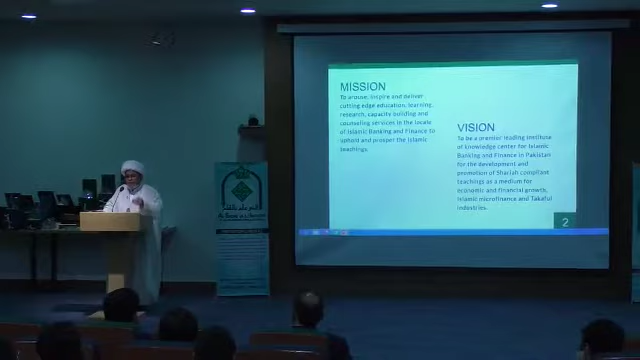 MISSION
To arouse, inspire and deliver
cutting edge education, learning,
research, capacity building and
counseling services in the locale
of Islamic Banking and Finance to
uphold and prosper the Islamic
teachings.
VISION
To be a premier leading institute
of knowledge center for Islamic
Banking and Finance in Pakistan
for the development and
promotion of Shariah compliant
teachings as a medium for
economic and financial growth,
Islamic microfinance and Takaful
industries.
2